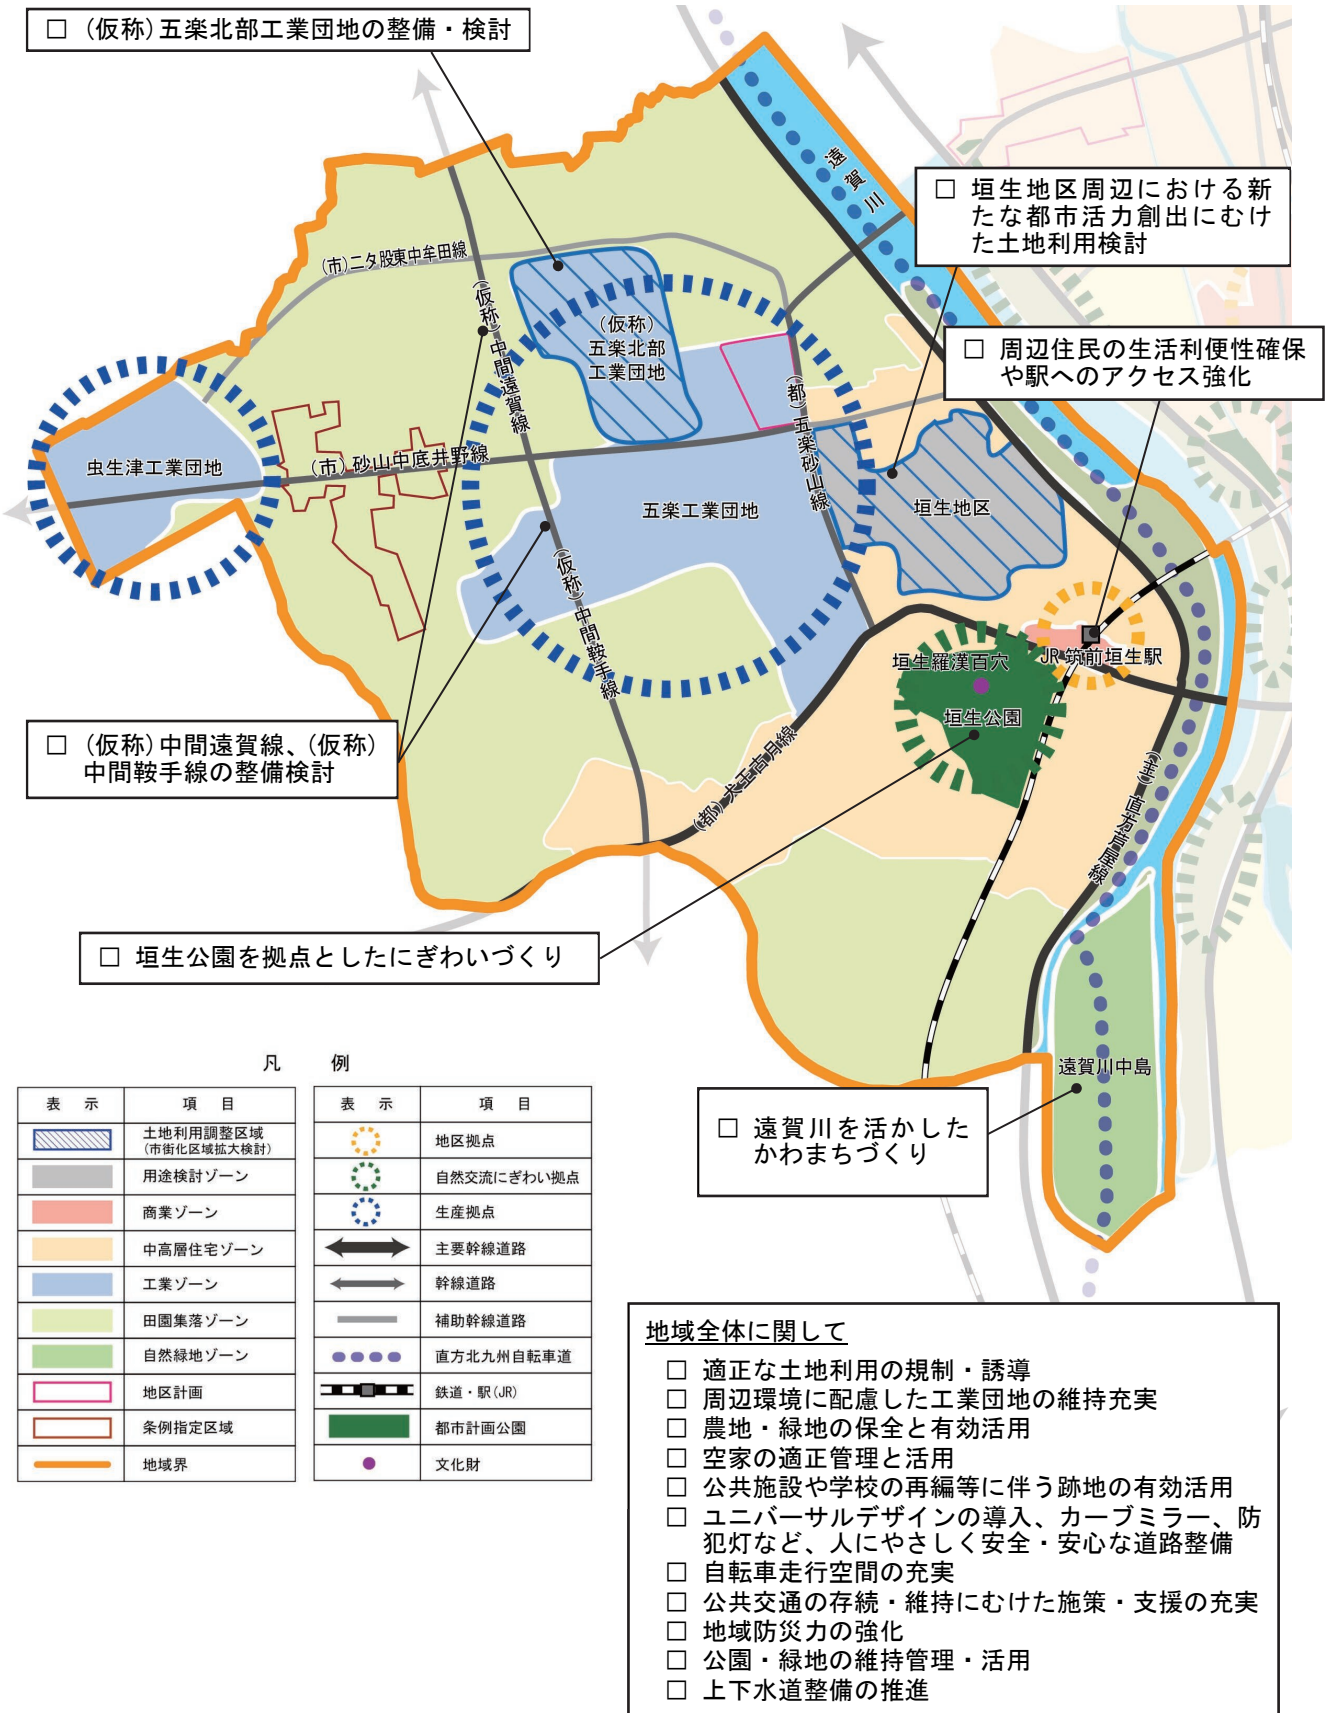 □ (仮称)五楽北部工業団地の整備・検討
遠賀川
□ 垣生地区周辺における新
たな都市活力創出にむけ
た土地利用検討
(市)二タ股東中牟田線
(仮称)中間遠賀線
(仮称)
五楽北部
工業団地
□ 周辺住民の生活利便性確保
や駅へのアクセス強化
(都)五楽砂山線
虫生津工業団地
(市)砂山中底井野線
五楽工業団地
垣生地区
(仮称)中間鞍手線
垣生羅漢百穴
JR 筑前垣生駅
垣生公園
□ (仮称)中間遠賀線、(仮称)
中間鞍手線の整備検討
(都)犬王古月線
(主)直方芦屋線
□ 垣生公園を拠点としたにぎわいづくり
遠賀川中島
□ 遠賀川を活かした
かわまちづくり
凡 例
表 示 項 目
土地利用調整区域
(市街化区域拡大検討)
用途検討ゾーン
商業ゾーン
中高層住宅ゾーン
工業ゾーン
田園集落ゾーン
自然緑地ゾーン
地区計画
条例指定区域
地域界
表 示 項 目
地区拠点
自然交流にぎわい拠点
生産拠点
主要幹線道路
幹線道路
補助幹線道路
直方北九州自転車道
鉄道・駅(JR)
都市計画公園
文化財
地域全体に関して
□ 適正な土地利用の規制・誘導
□ 周辺環境に配慮した工業団地の維持充実
□ 農地・緑地の保全と有効活用
□ 空家の適正管理と活用
□ 公共施設や学校の再編等に伴う跡地の有効活用
□ ユニバーサルデザインの導入、カーブミラー、防
犯灯など、人にやさしく安全・安心な道路整備
□ 自転車走行空間の充実
□ 公共交通の存続・維持にむけた施策・支援の充実
□ 地域防災力の強化
□ 公園・緑地の維持管理・活用
□ 上下水道整備の推進